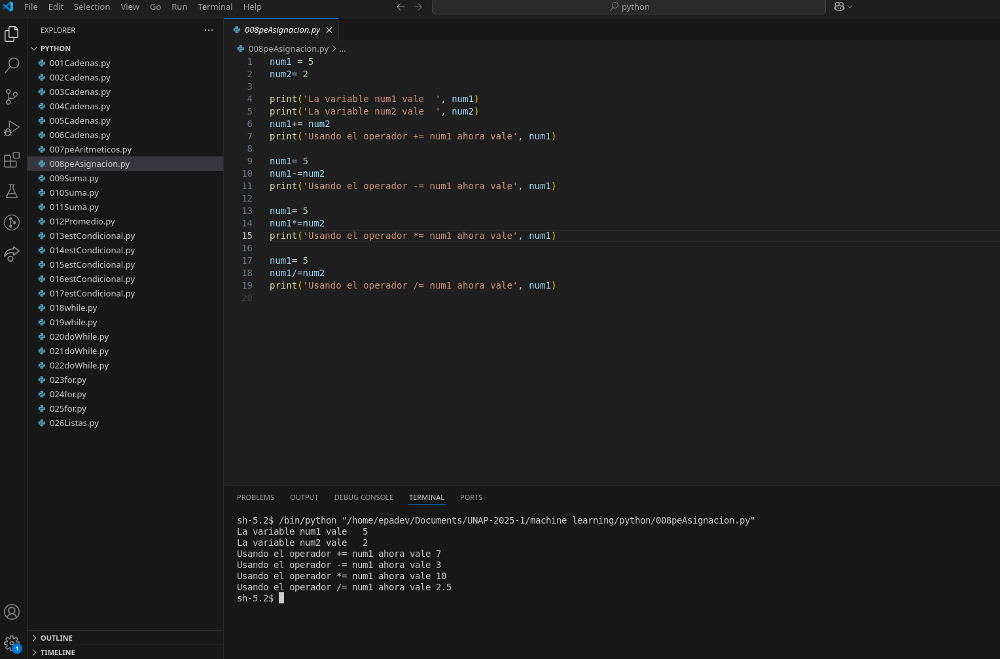 File Edit Selection View Go Run Terminal Help
python
EXPLORER
PYTHON
001Cadenas.py
002Cadenas.py
003Cadenas.py
004Cadenas.py
005Cadenas.py
006Cadenas.py
007peAritmeticos.py
008peAsignacion.py
009Suma.py
010Suma.py
011Suma.py
012Promedio.py
013estCondicional.py
014estCondicional.py
015estCondicional.py
016estCondicional.py
017estCondicional.py
018while.py
019while.py
020doWhile.py
021doWhile.py
022doWhile.py
023for.py
024for.py
025for.py
026Listas.py
OUTLINE
TIMELINE
1
008peAsignacion.py
008peAsignacion.py > ...
1 num1 = 5
2 num2= 2
3
4 print('La variable num1 vale  ', num1)
5 print('La variable num2 vale  ', num2)
6 num1+= num2
7 print('Usando el operador += num1 ahora vale', num1)
8
9 num1= 5
10 num1-=num2
11 print('Usando el operador -= num1 ahora vale', num1)
12
13 num1= 5
14 num1*=num2
15 print('Usando el operador *= num1 ahora vale', num1)
16
17 num1= 5
18 num1/=num2
19 print('Usando el operador /= num1 ahora vale', num1)
20
PROBLEMS OUTPUT DEBUG CONSOLE TERMINAL PORTS
sh-5.2$ /bin/python "/home/epadev/Documents/UNAP-2025-1/machine learning/python/008peAsignacion.py"
La variable num1 vale   5
La variable num2 vale   2
Usando el operador += num1 ahora vale 7
Usando el operador -= num1 ahora vale 3
Usando el operador *= num1 ahora vale 10
Usando el operador /= num1 ahora vale 2.5
sh-5.2$